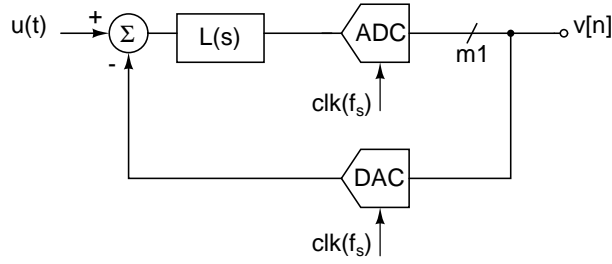 u(t)
+
Σ
-
L(s)
ADC
m1
v[n]
clk(fs)
DAC
clk(fs)